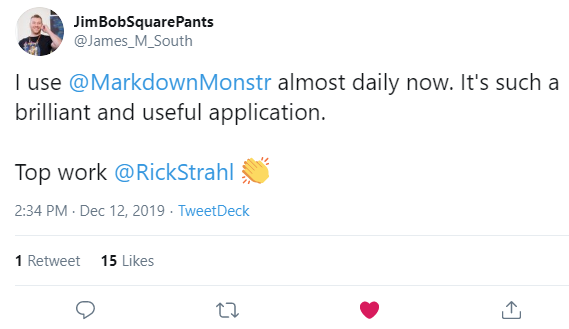 JimBobSquarePants
@James_M_South
I use @MarkdownMonstr almost daily now. It's such a
brilliant and useful application.
Top work @RickStrahl 👏
2:34 PM · Dec 12, 2019 · TweetDeck
1 Retweet 15 Likes